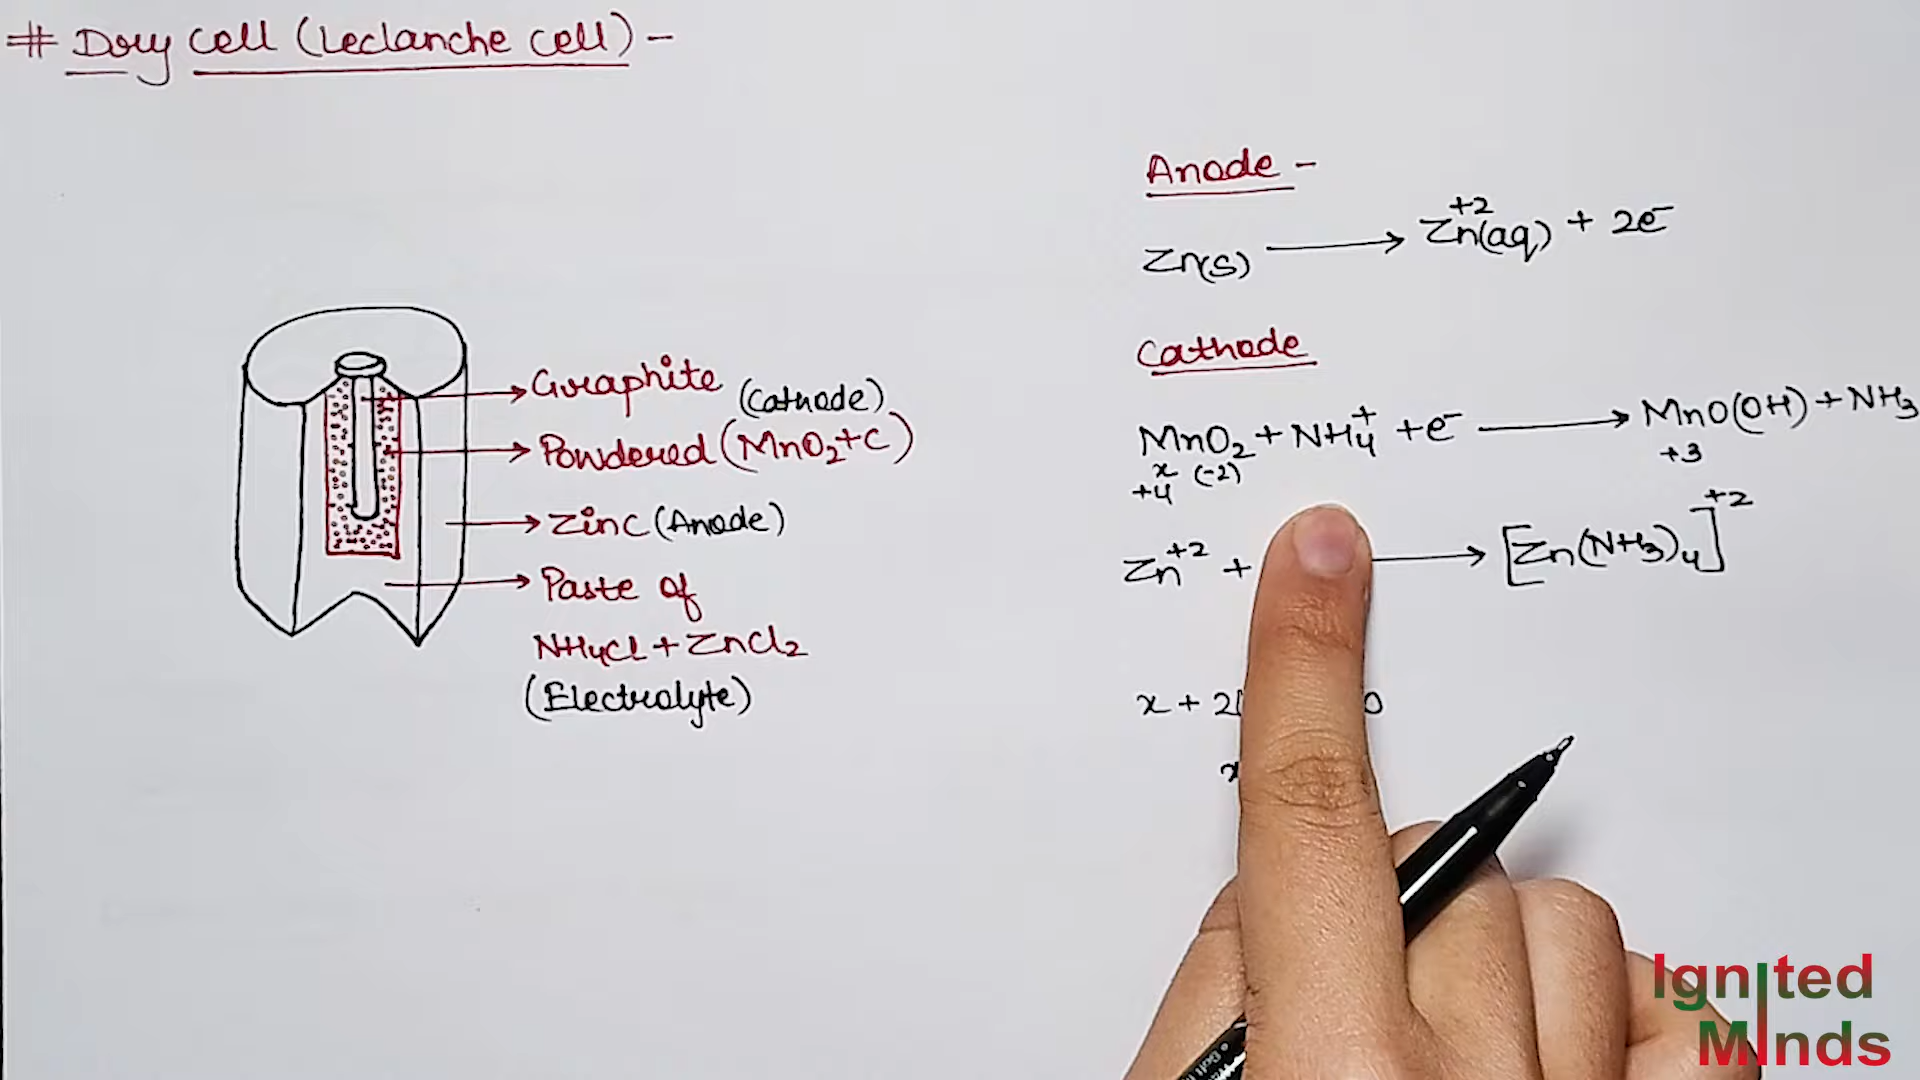 # Dry cell (Leclanche cell) -
Graphite (Cathode)
Powdered (MnO₂+C)
Zinc (Anode)
Paste of
NH₄Cl + ZnCl₂
(Electrolyte)
Anode -
Zn(s) ⟶ Zn⁺²(aq) + 2e⁻
Cathode
MnO₂ + NH₄⁺ + e⁻ ⟶ MnO(OH) + NH₃
x (-2) +3
+4
Zn⁺² + ⟶ [Zn(NH₃)₄]⁺²
x + 2( 0
x
Ignited
Minds